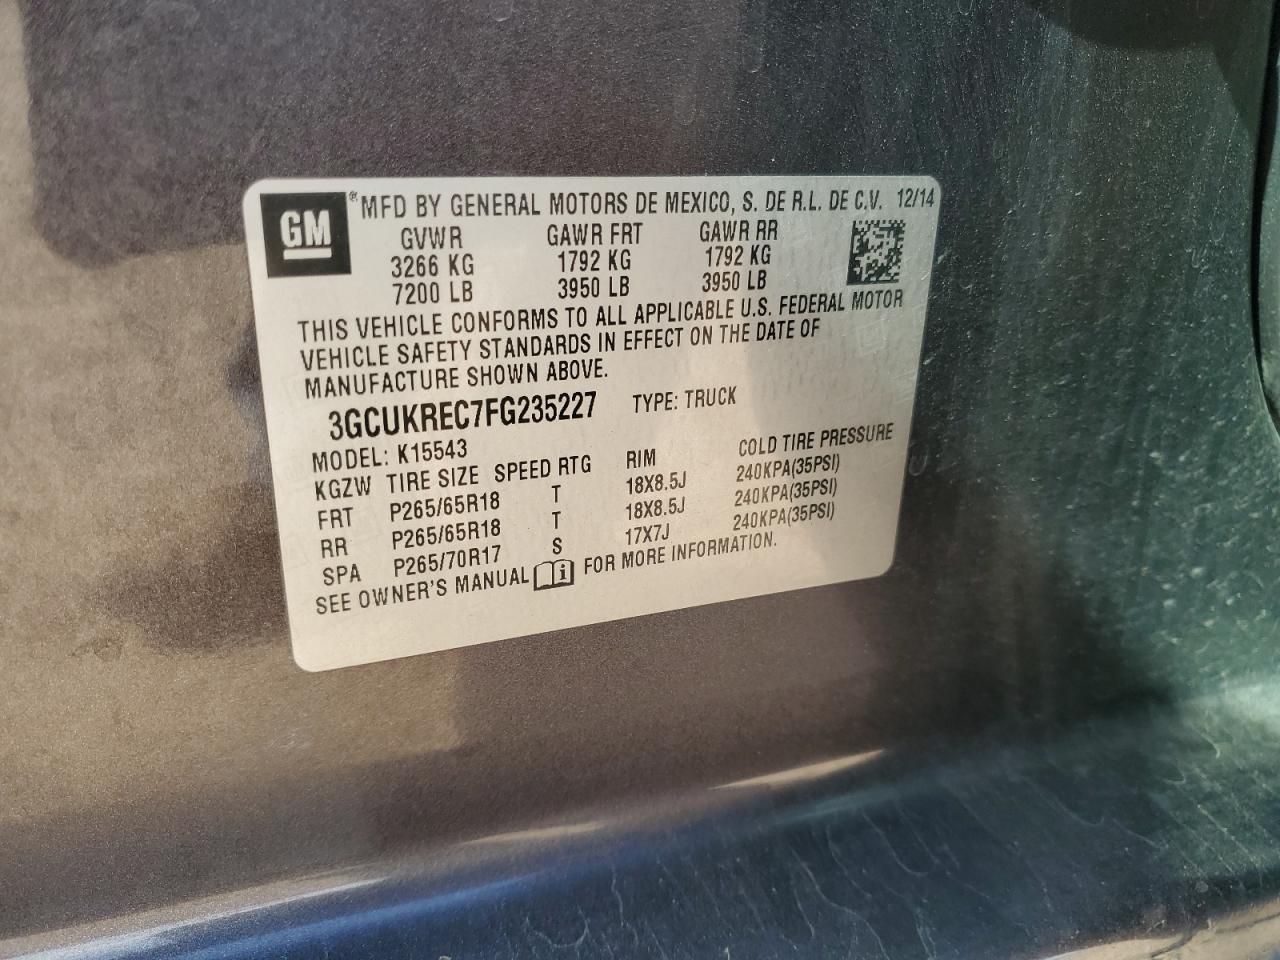 GM ® MFD BY GENERAL MOTORS DE MEXICO, S. DE R.L. DE C.V. 12/14
GVWR GAWR FRT GAWR RR
3266 KG 1792 KG 1792 KG
7200 LB 3950 LB 3950 LB
THIS VEHICLE CONFORMS TO ALL APPLICABLE U.S. FEDERAL MOTOR
VEHICLE SAFETY STANDARDS IN EFFECT ON THE DATE OF
MANUFACTURE SHOWN ABOVE.
3GCUKREC7FG235227 TYPE: TRUCK
MODEL: K15543
KGZW TIRE SIZE SPEED RTG RIM COLD TIRE PRESSURE
FRT P265/65R18 T 18X8.5J 240KPA(35PSI)
RR P265/65R18 T 18X8.5J 240KPA(35PSI)
SPA P265/70R17 S 17X7J 240KPA(35PSI)
SEE OWNER'S MANUAL i FOR MORE INFORMATION.